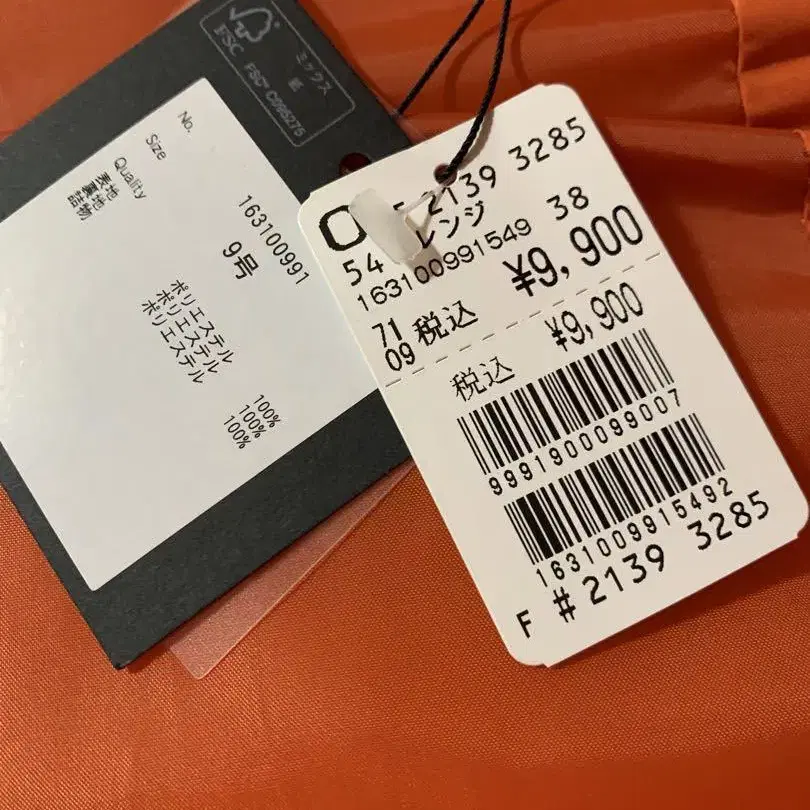 FSC
ミックス
紙
FSC® C095275
No. 163100991
Size 9号
Quality
表地 ポリエステル 100%
裏地 ポリエステル 100%
詰物 ポリエステル 100%
2139 3285
54 レンジ 38
163100991549
71
09 税込 ¥9,900
税込 ¥9,900
9991900099007
1631009915492
F #2139 3285